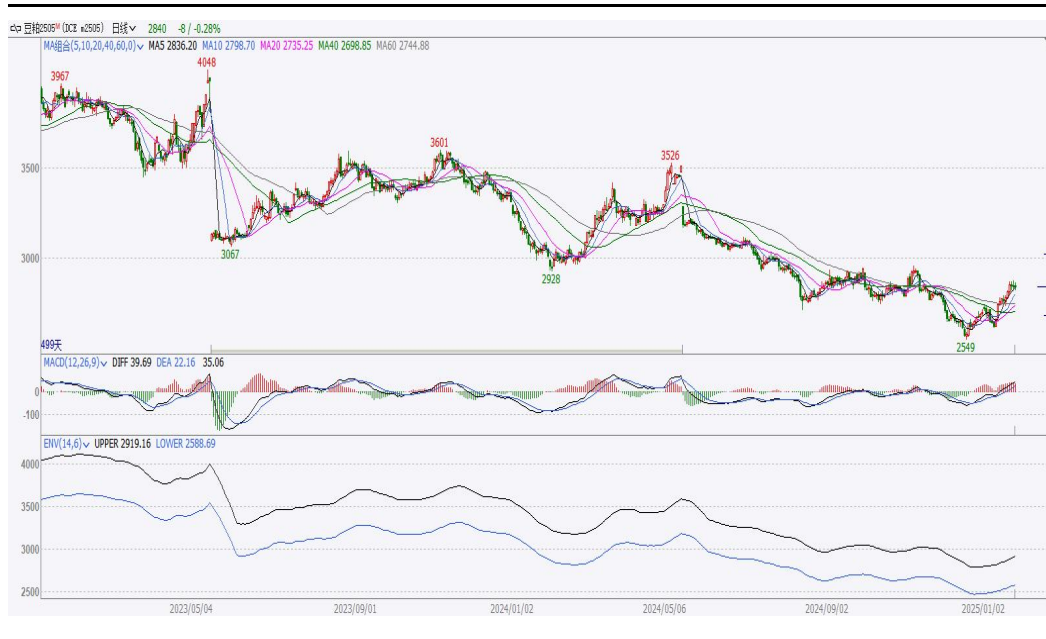 豆粕2505ᴹ (DCE m2505) 日线 2840 -8 / -0.28%
MA组合(5,10,20,40,60,0) MA5 2836.20 MA10 2798.70 MA20 2735.25 MA40 2698.85 MA60 2744.88
4048
3967
3601
3526
3500
3067
3000
2928
2549
499天
MACD(12,26,9) DIFF 39.69 DEA 22.16 35.06
0
-100
ENV(14,6) UPPER 2919.16 LOWER 2588.69
4000
3500
3000
2500
2023/05/04 2023/09/01 2024/01/02 2024/05/06 2024/09/02 2025/01/02